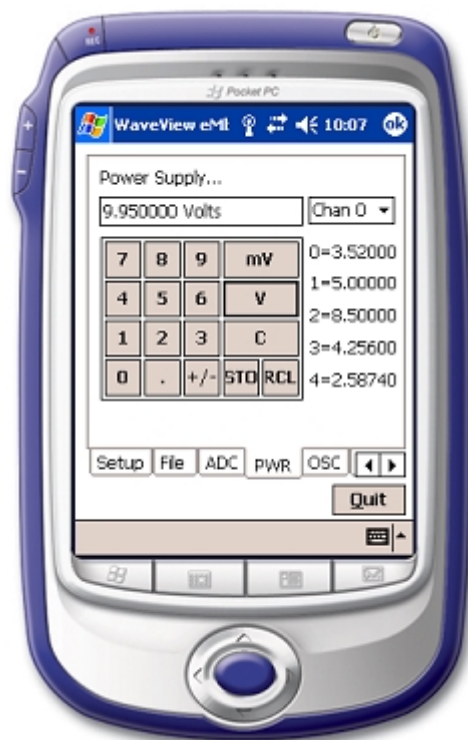 REC
Pocket PC
WaveView eMb 10:07 ok
Power Supply...
9.950000 Volts Chan 0
7 8 9 mV 0=3.52000
4 5 6 V 1=5.00000
1 2 3 C 2=8.50000
0 . +/- STO RCL 3=4.25600
4=2.58740
Setup File ADC PWR OSC
Quit
+
-